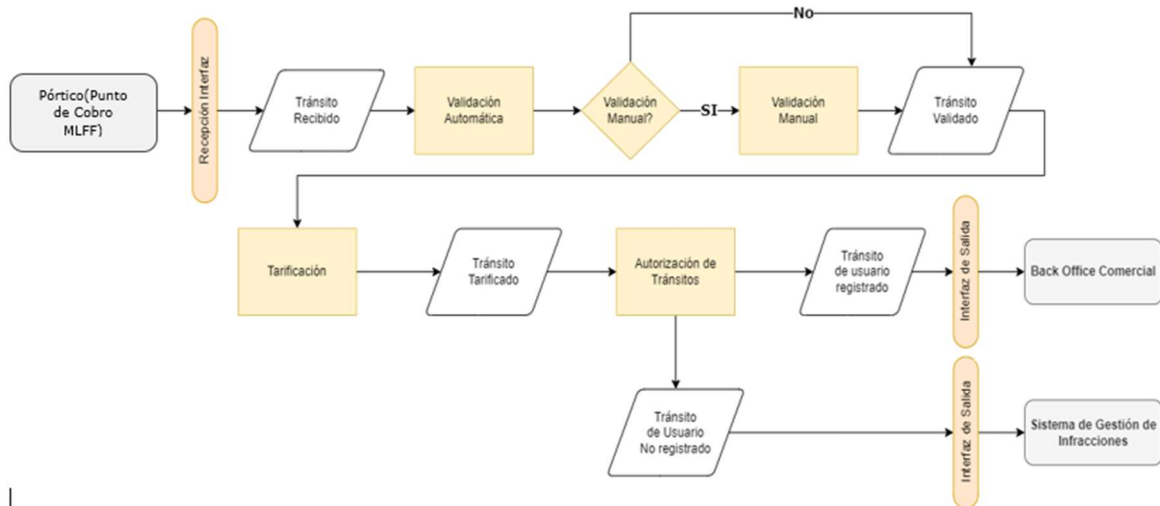 No
Pórtico(Punto
de Cobro
MLFF)
Recepción Interfaz
Tránsito
Recibido
Validación
Automática
Validación
Manual?
SI
Validación
Manual
Tránsito
Validado
Tarificación
Tránsito
Tarificado
Autorización de
Tránsitos
Tránsito
de usuario
registrado
Interfaz de Salida
Back Office Comercial
Tránsito
de Usuario
No registrado
Interfaz de Salida
Sistema de Gestión de
Infracciones